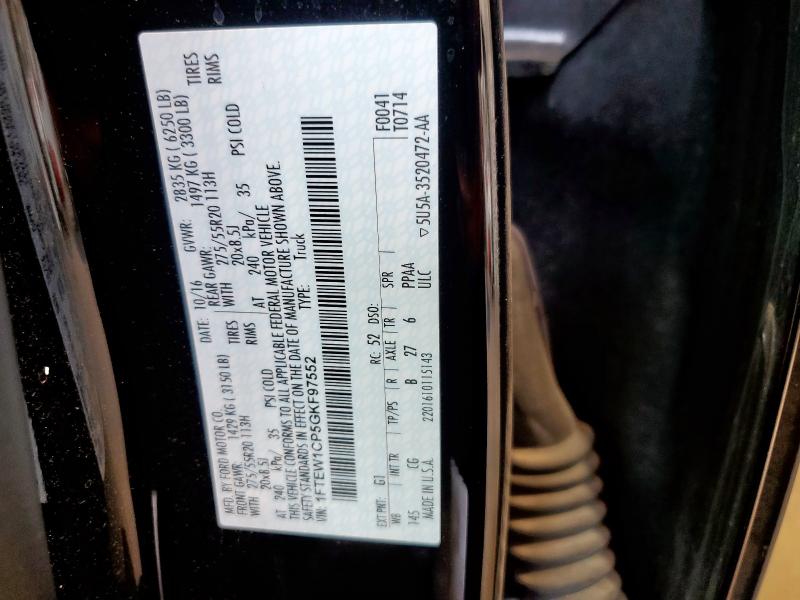 MFD. BY FORD MOTOR CO.
DATE: 10/16 GVWR: 2835 KG ( 6250 LB)
FRONT GAWR: 1429 KG ( 3150 LB) REAR GAWR: 1497 KG ( 3300 LB)
WITH 275/55R20 113H TIRES WITH 275/55R20 113H TIRES
20x8.5J RIMS 20x8.5J RIMS
AT 240 kPa/ 35 PSI COLD AT 240 kPa/ 35 PSI COLD
THIS VEHICLE CONFORMS TO ALL APPLICABLE FEDERAL MOTOR VEHICLE
SAFETY STANDARDS IN EFFECT ON THE DATE OF MANUFACTURE SHOWN ABOVE.
VIN: 1FTEW1CP5GKF97552 TYPE: Truck
F0041
T0714
EXT PNT: G1 RC: 52 DSO:
WB INT TR TP/PS R AXLE TR SPR
145 CG B 27 6 PPAA
ULC
MADE IN U.S.A. 2201610115143 ▽5U5A-3520472-AA